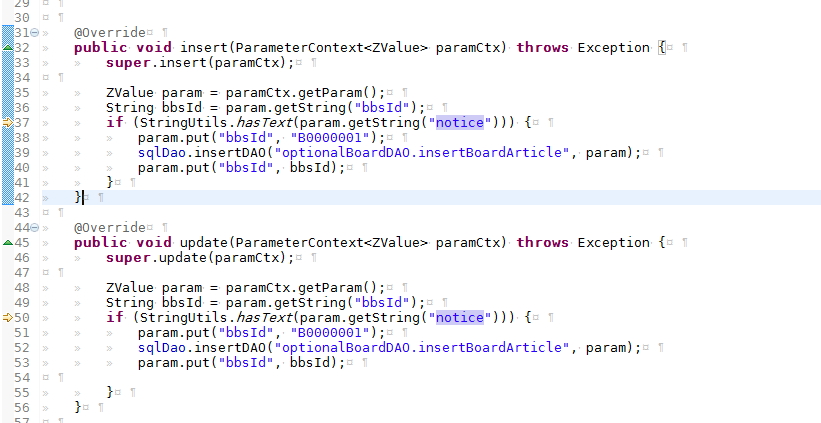 29
30
31 @Override
32 public void insert(ParameterContext<ZValue> paramCtx) throws Exception {
33 super.insert(paramCtx);
34
35 ZValue param = paramCtx.getParam();
36 String bbsId = param.getString("bbsId");
37 if (StringUtils.hasText(param.getString("notice"))) {
38 param.put("bbsId", "B0000001");
39 sqlDao.insertDAO("optionalBoardDAO.insertBoardArticle", param);
40 param.put("bbsId", bbsId);
41 }
42 }
43
44 @Override
45 public void update(ParameterContext<ZValue> paramCtx) throws Exception {
46 super.update(paramCtx);
47
48 ZValue param = paramCtx.getParam();
49 String bbsId = param.getString("bbsId");
50 if (StringUtils.hasText(param.getString("notice"))) {
51 param.put("bbsId", "B0000001");
52 sqlDao.insertDAO("optionalBoardDAO.insertBoardArticle", param);
53 param.put("bbsId", bbsId);
54
55 }
56 }
57